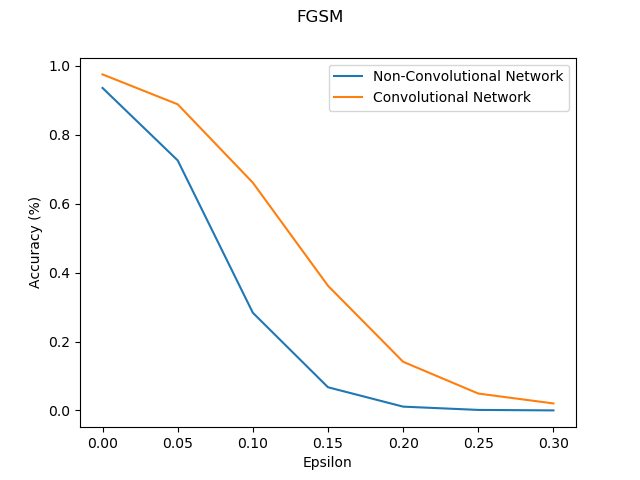 FGSM
Non-Convolutional Network
Convolutional Network
Accuracy (%)
1.0
0.8
0.6
0.4
0.2
0.0
0.00 0.05 0.10 0.15 0.20 0.25 0.30
Epsilon